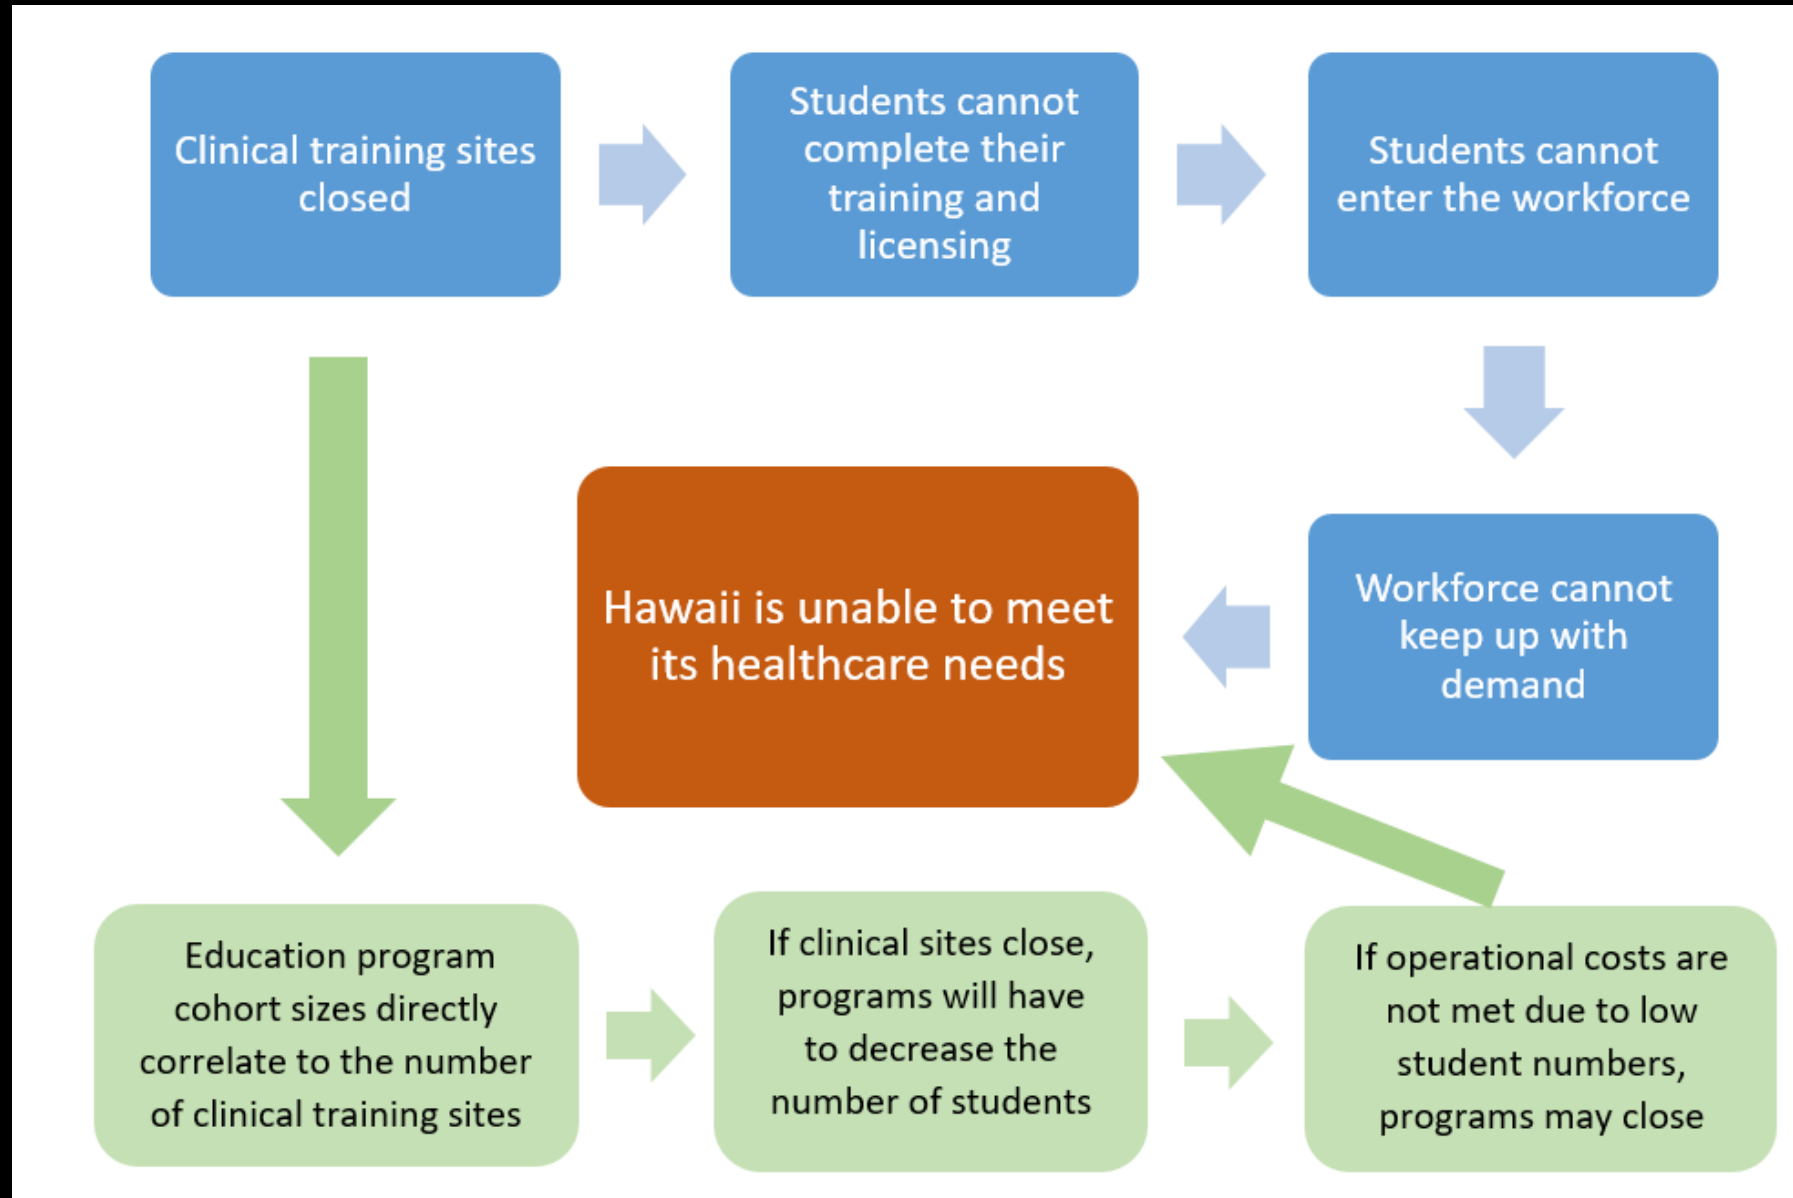 Clinical training sites
closed
Students cannot
complete their
training and
licensing
Students cannot
enter the workforce
Workforce cannot
keep up with
demand
Hawaii is unable to meet
its healthcare needs
Education program
cohort sizes directly
correlate to the number
of clinical training sites
If clinical sites close,
programs will have
to decrease the
number of students
If operational costs are
not met due to low
student numbers,
programs may close